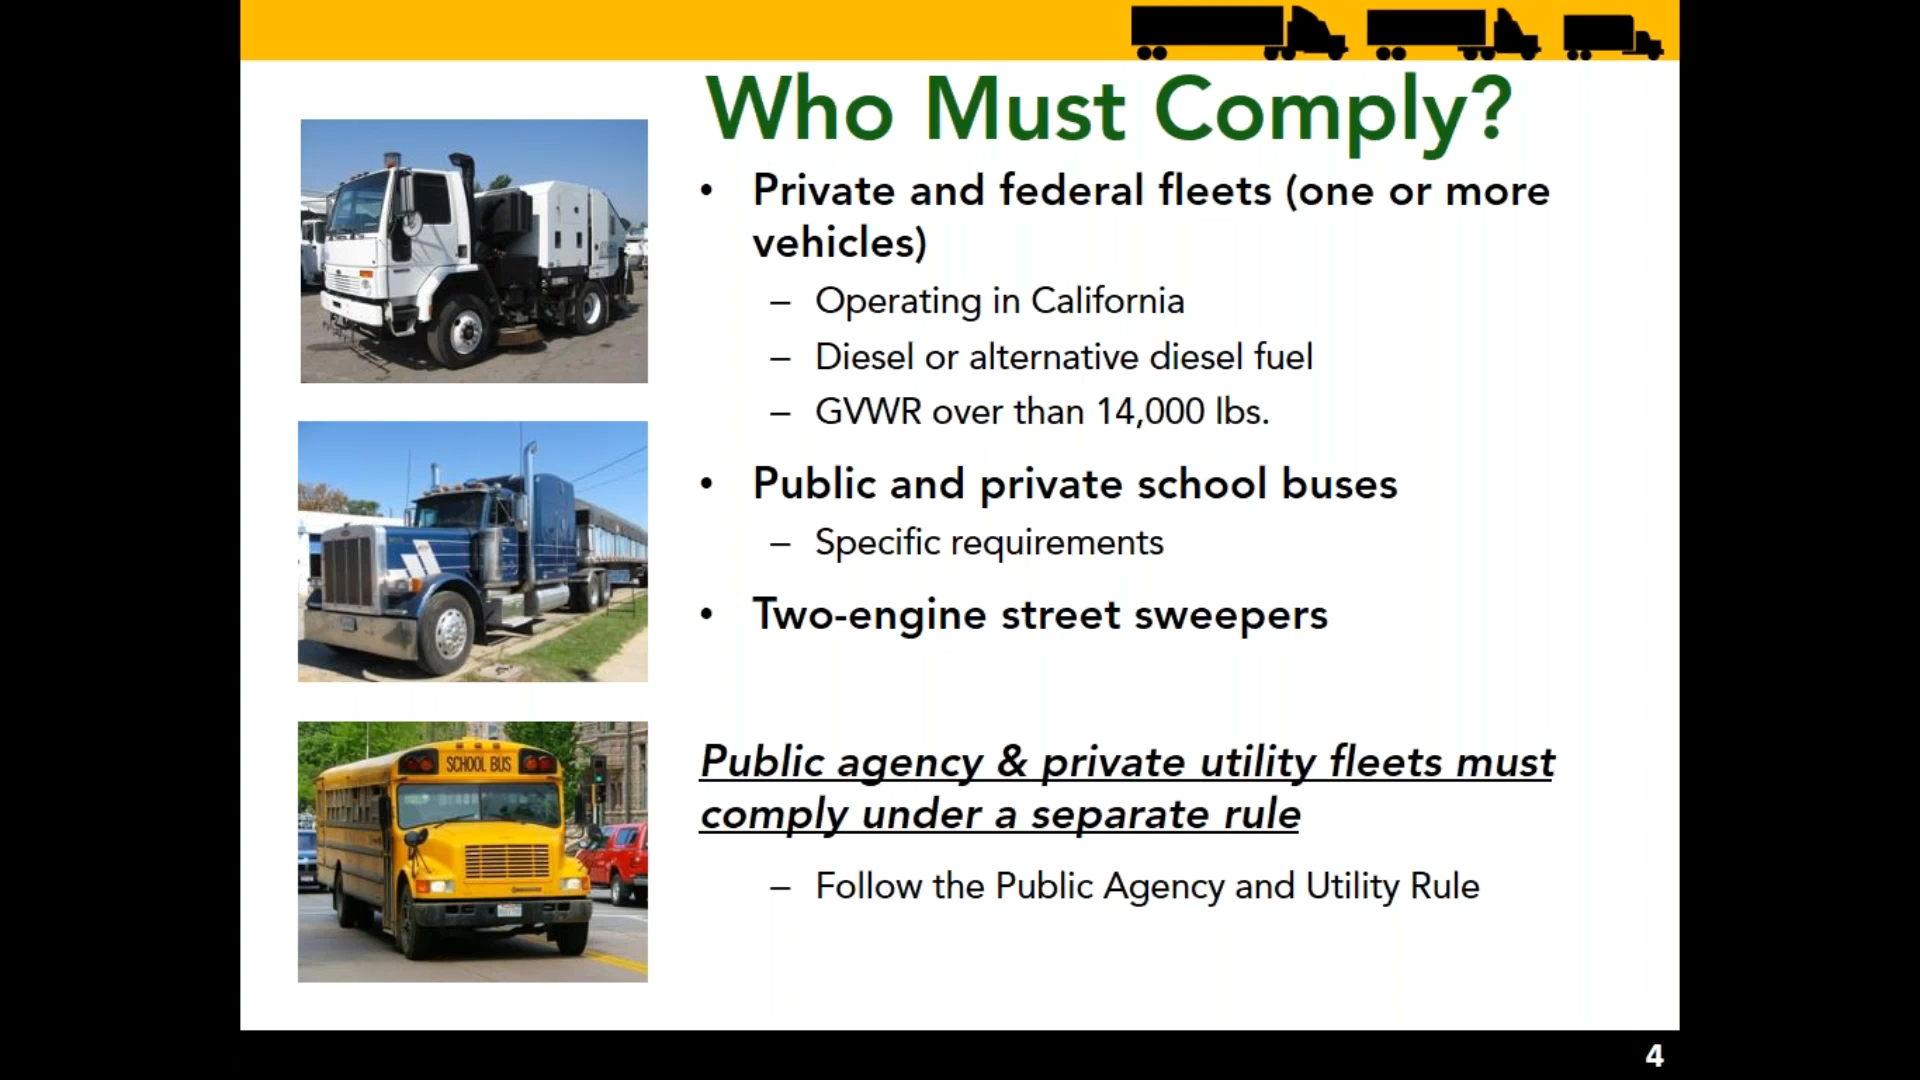 Who Must Comply?
• Private and federal fleets (one or more
vehicles)
– Operating in California
– Diesel or alternative diesel fuel
– GVWR over than 14,000 lbs.
• Public and private school buses
– Specific requirements
• Two-engine street sweepers
Public agency & private utility fleets must
comply under a separate rule
– Follow the Public Agency and Utility Rule
SCHOOL BUS
4